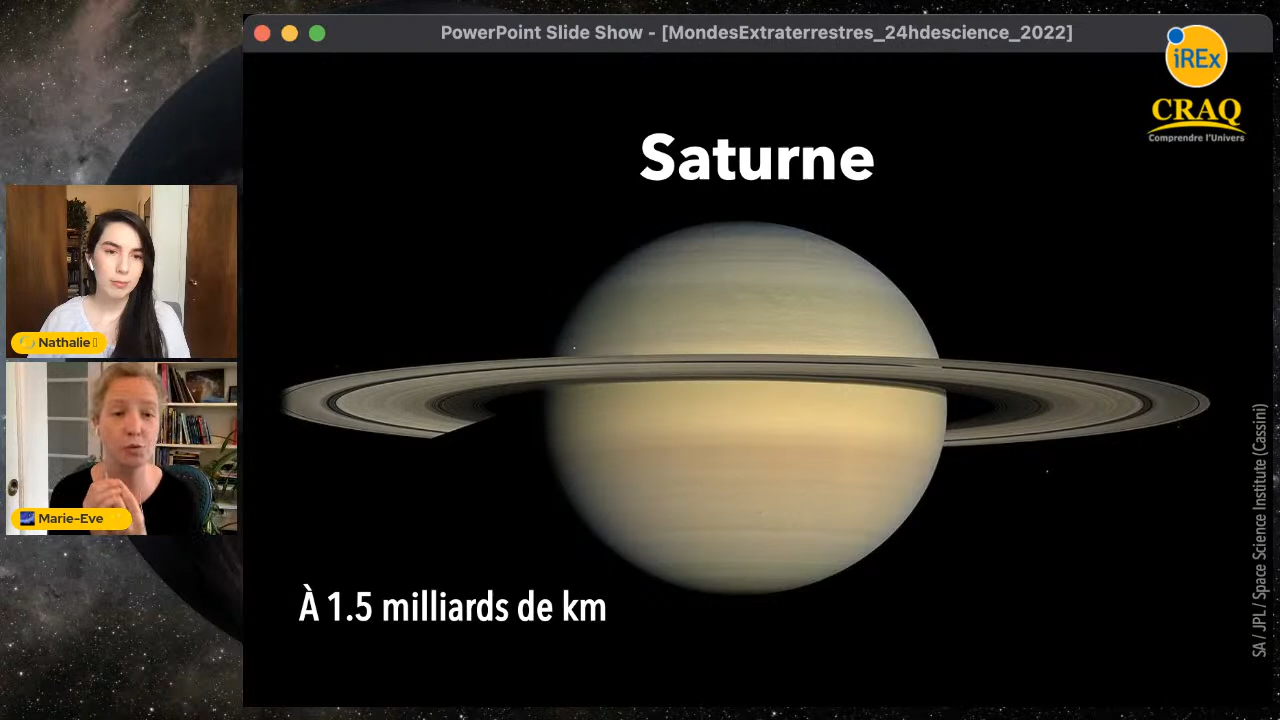 PowerPoint Slide Show - [MondesExtraterrestres_24hdescience_2022]
iREx
CRAQ
Comprendre l'Univers
Saturne
Nathalie
Marie-Eve
À 1.5 milliards de km
SA / JPL / Space Science Institute (Cassini)